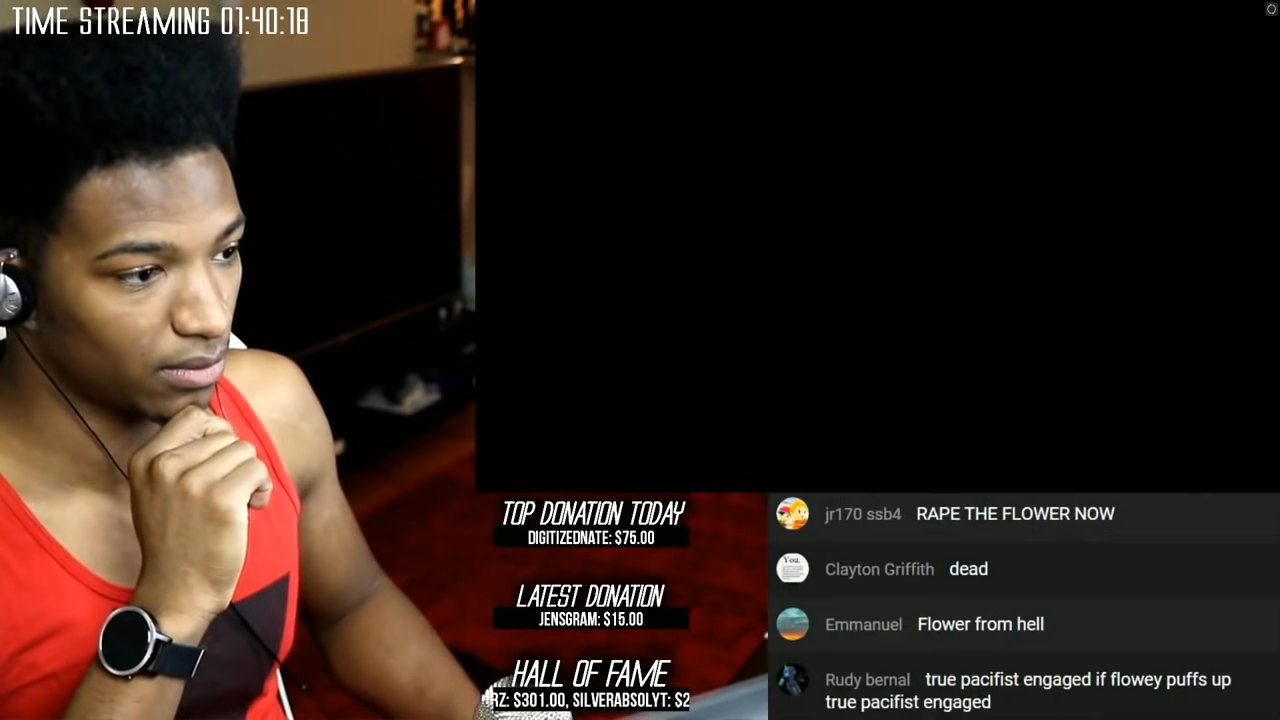 TIME STREAMING 01:40:18
TOP DONATION TODAY
DIGITIZEDNATE: $75.00
LATEST DONATION
JENSGRAM: $15.00
HALL OF FAME
RZ: $301.00, SILVERABSOLYT: $2
jr170 ssb4 RAPE THE FLOWER NOW
Clayton Griffith dead
You.
Emmanuel Flower from hell
Rudy bernal true pacifist engaged if flowey puffs up
true pacifist engaged